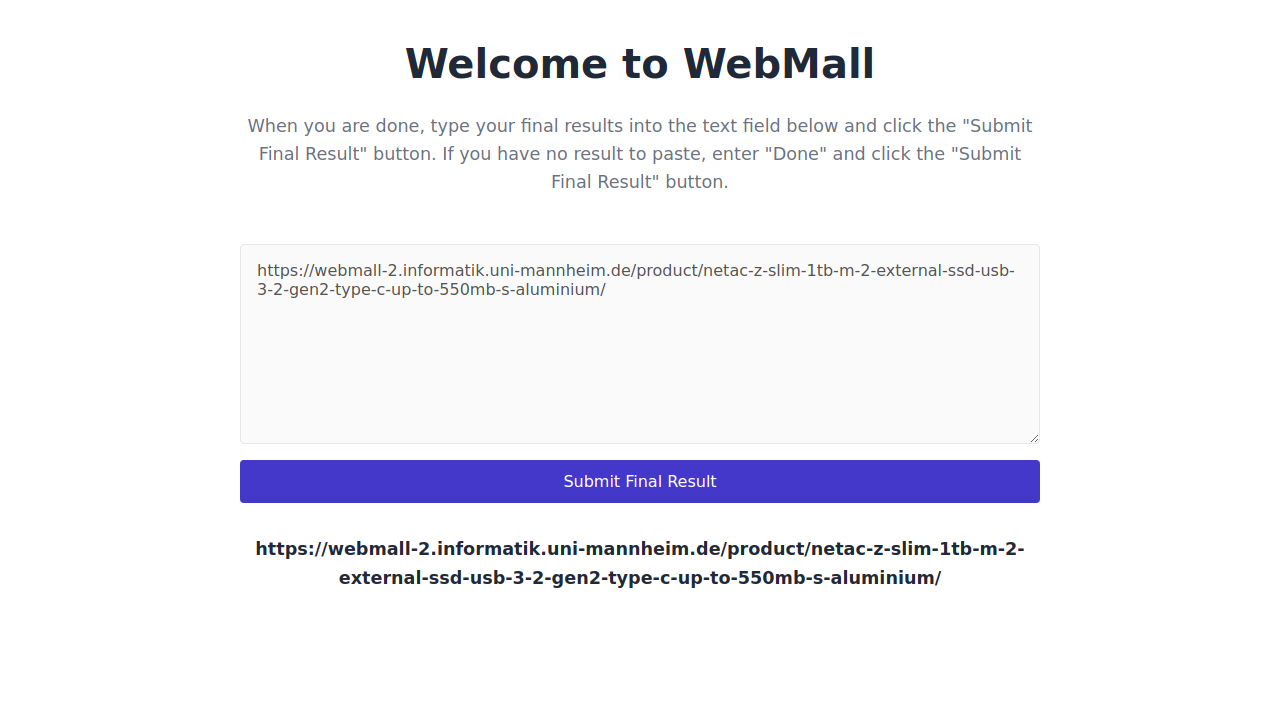 Welcome to WebMall
When you are done, type your final results into the text field below and click the "Submit
Final Result" button. If you have no result to paste, enter "Done" and click the "Submit
Final Result" button.
https://webmall-2.informatik.uni-mannheim.de/product/netac-z-slim-1tb-m-2-external-ssd-usb-
3-2-gen2-type-c-up-to-550mb-s-aluminium/
Submit Final Result
https://webmall-2.informatik.uni-mannheim.de/product/netac-z-slim-1tb-m-2-
external-ssd-usb-3-2-gen2-type-c-up-to-550mb-s-aluminium/